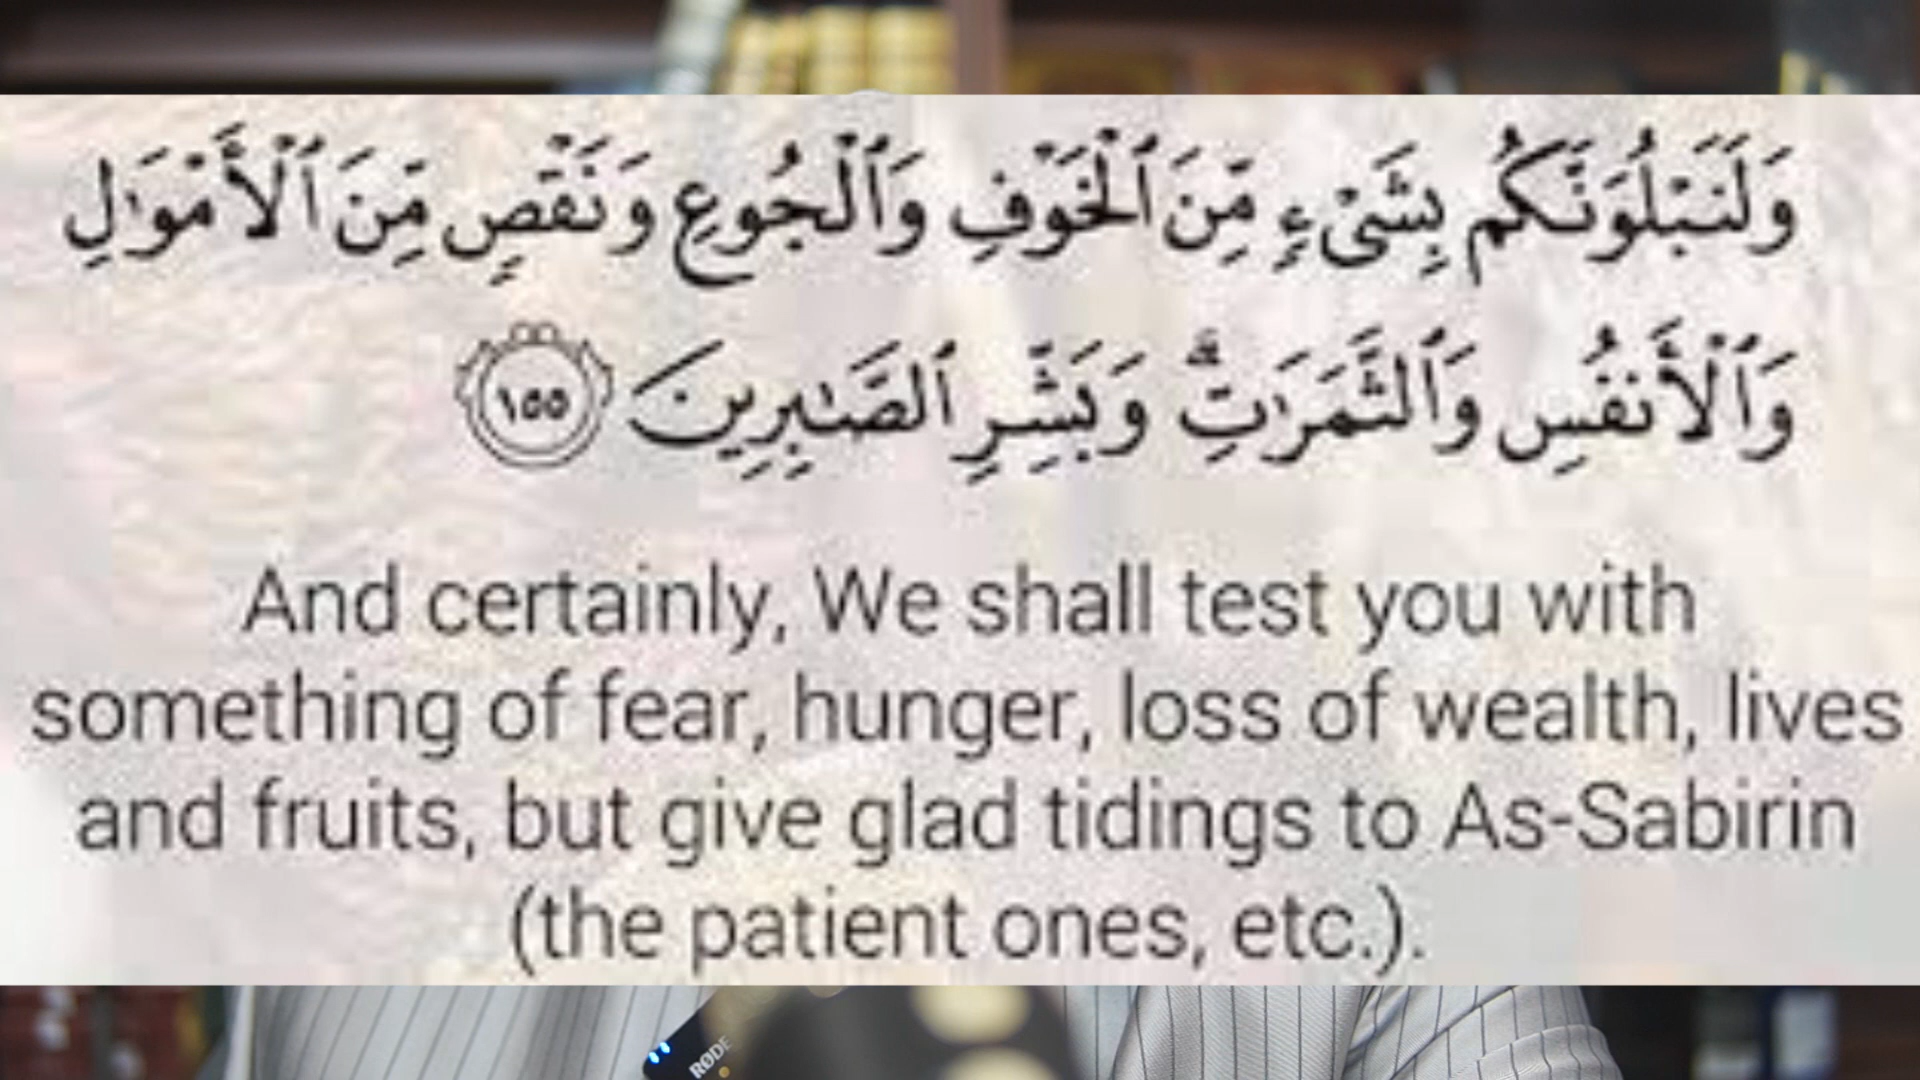 وَلَنَبْلُوَنَّكُم بِشَىْءٍ مِّنَ ٱلْخَوْفِ وَٱلْجُوعِ وَنَقْصٍ مِّنَ ٱلْأَمْوَٰلِ
وَٱلْأَنفُسِ وَٱلثَّمَرَٰتِ ۗ وَبَشِّرِ ٱلصَّـٰبِرِينَ ١٥٥
And certainly, We shall test you with
something of fear, hunger, loss of wealth, lives
and fruits, but give glad tidings to As-Sabirin
(the patient ones, etc.).
RØDE